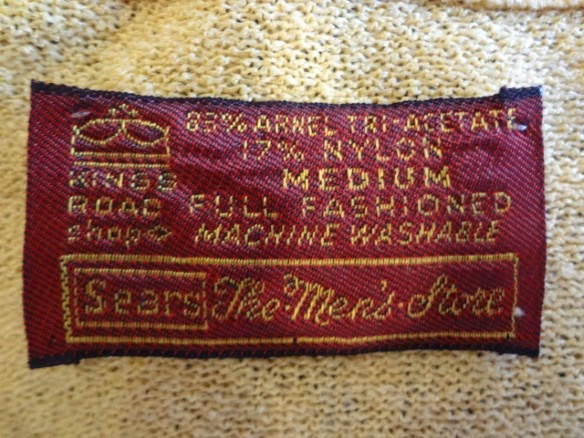 83% ARNEL TRI-ACETATE
17% NYLON
MEDIUM
FULL FASHIONED
MACHINE WASHABLE
KINGS
ROAD
shop
Sears The Men's Store